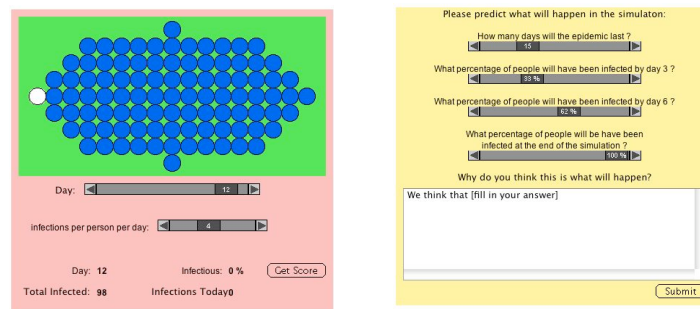 Day: 12
infections per person per day: 4
Day: 12 Infectious: 0 % Get Score
Total Infected: 98 Infections Today0
Please predict what will happen in the simulaton:
How many days will the epidemic last ?
15
What percentage of people will have been infected by day 3 ?
33 %
What percentage of people will have been infected by day 6 ?
62 %
What percentage of people will be have been
infected at the end of the simulation ?
100 %
Why do you think this is what will happen?
We think that [fill in your answer]
Submit